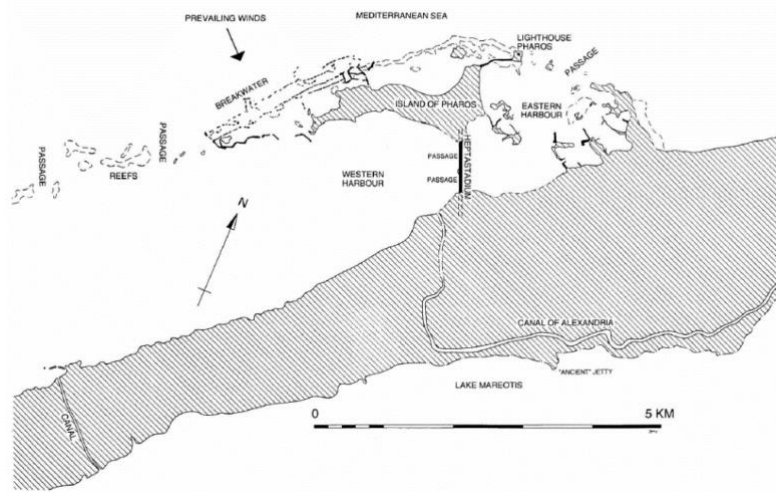 MEDITERRANEAN SEA
PREVAILING WINDS
LIGHTHOUSE
PHAROS
PASSAGE
BREAKWATER
ISLAND OF PHAROS
EASTERN
HARBOUR
PASSAGE
PASSAGE
REEFS
WESTERN
HARBOUR
PASSAGE
PASSAGE
HEPTASTADIUM
N
CANAL OF ALEXANDRIA
"ANCIENT" JETTY
LAKE MAREOTIS
CANAL
0 5 KM